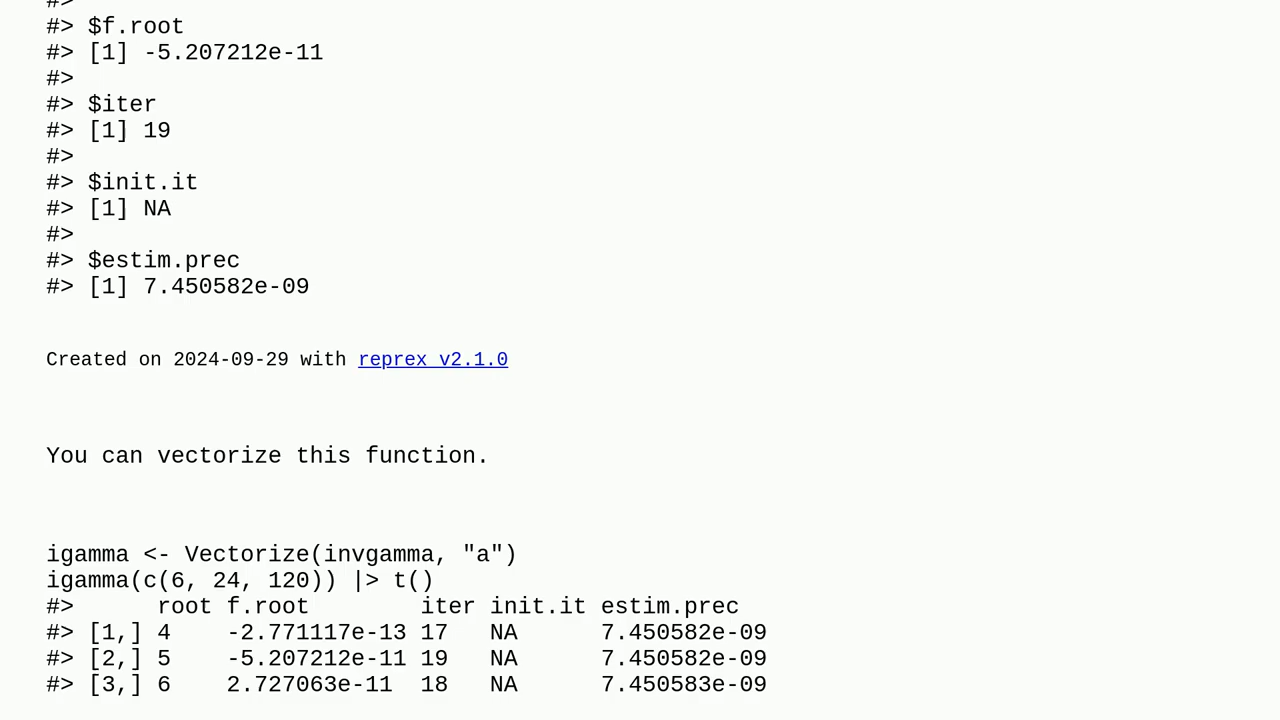 #>
#> $f.root
#> [1] -5.207212e-11
#>
#> $iter
#> [1] 19
#>
#> $init.it
#> [1] NA
#>
#> $estim.prec
#> [1] 7.450582e-09
Created on 2024-09-29 with reprex v2.1.0
You can vectorize this function.
igamma <- Vectorize(invgamma, "a")
igamma(c(6, 24, 120)) |> t()
#>      root f.root        iter init.it estim.prec
#> [1,] 4    -2.771117e-13 17   NA      7.450582e-09
#> [2,] 5    -5.207212e-11 19   NA      7.450582e-09
#> [3,] 6    2.727063e-11  18   NA      7.450583e-09